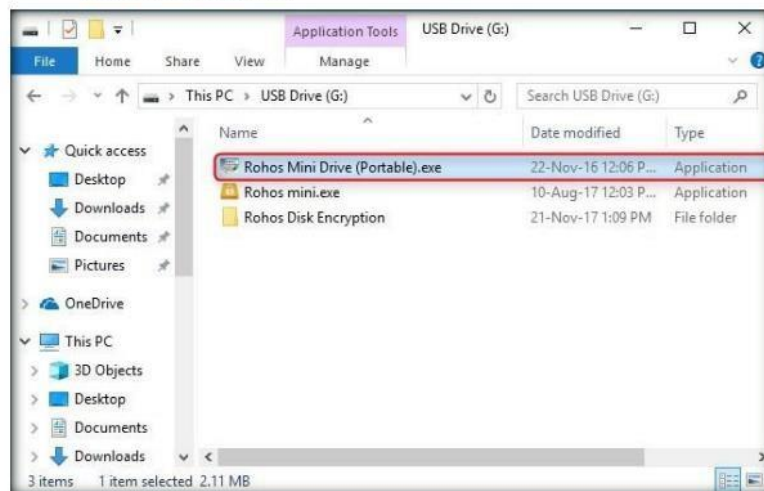 Application Tools USB Drive (G:)
File Home Share View Manage
This PC USB Drive (G:) Search USB Drive (G:)
Name Date modified Type
Quick access
Rohos Mini Drive (Portable).exe 22-Nov-16 12:06 P... Application
Desktop
Rohos mini.exe 10-Aug-17 12:03 P... Application
Downloads
Rohos Disk Encryption 21-Nov-17 1:09 PM File folder
Documents
Pictures
OneDrive
This PC
3D Objects
Desktop
Documents
Downloads
3 items 1 item selected 2.11 MB